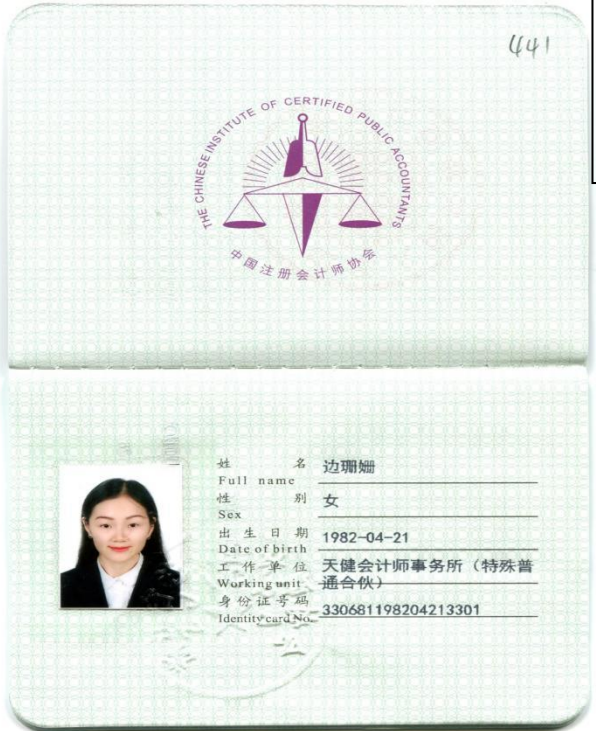 441
THE CHINESE INSTITUTE OF CERTIFIED PUBLIC ACCOUNTANTS
中国注册会计师协会
姓 名 边珊姗
Full name
性 别 女
Sex
出 生 日 期 1982-04-21
Date of birth
工 作 单 位 天健会计师事务所（特殊普
Working unit 通合伙）
身份证号码 330681198204213301
Identity card No.